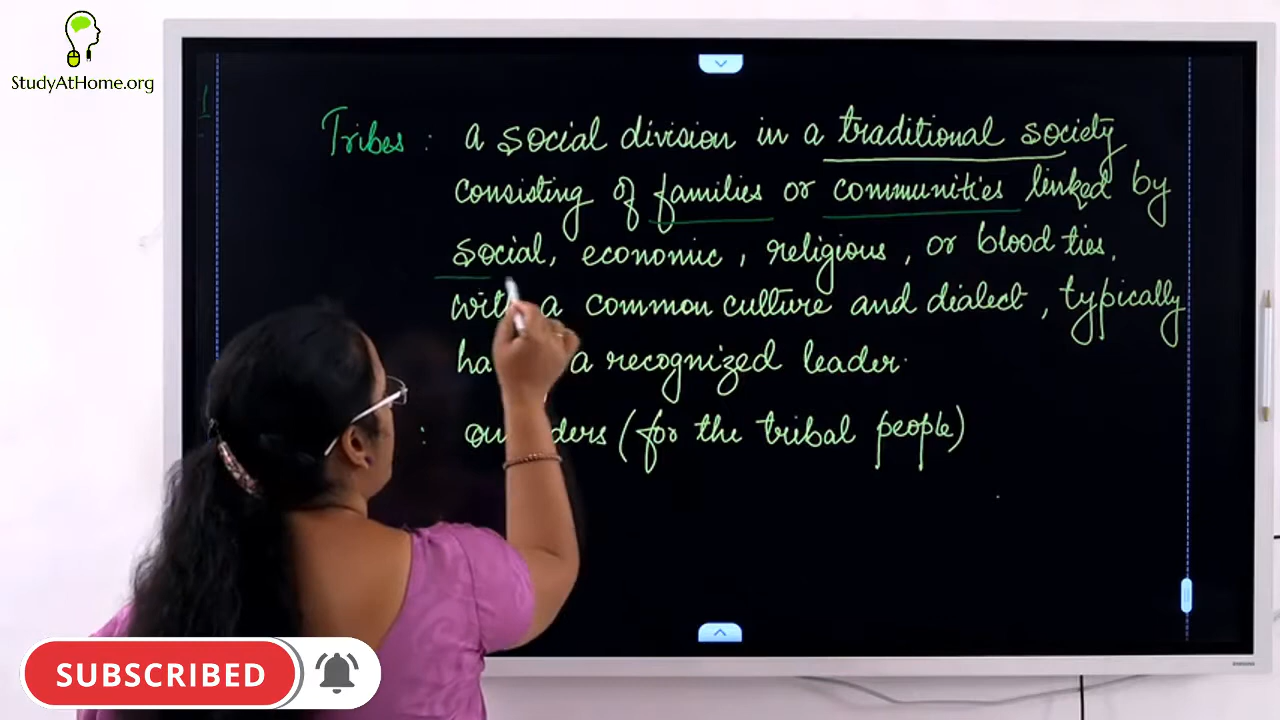 StudyAtHome.org
Tribes : a social division in a traditional society
consisting of families or communities linked by
social, economic, religious, or blood ties,
with a common culture and dialect, typically
a recognized leader.
: (for the tribal people)
SUBSCRIBED